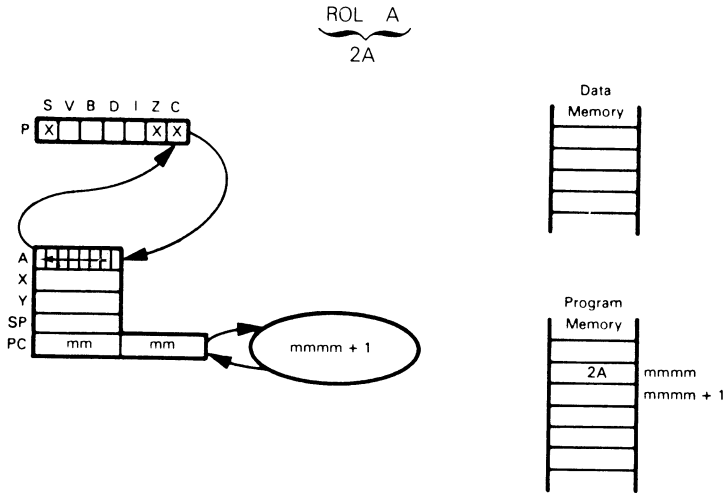 ROL A
2A
S V B D I Z C
P X X X
A
X
Y
SP
PC mm mm
mmmm + 1
Data
Memory
Program
Memory
2A mmmm
mmmm + 1